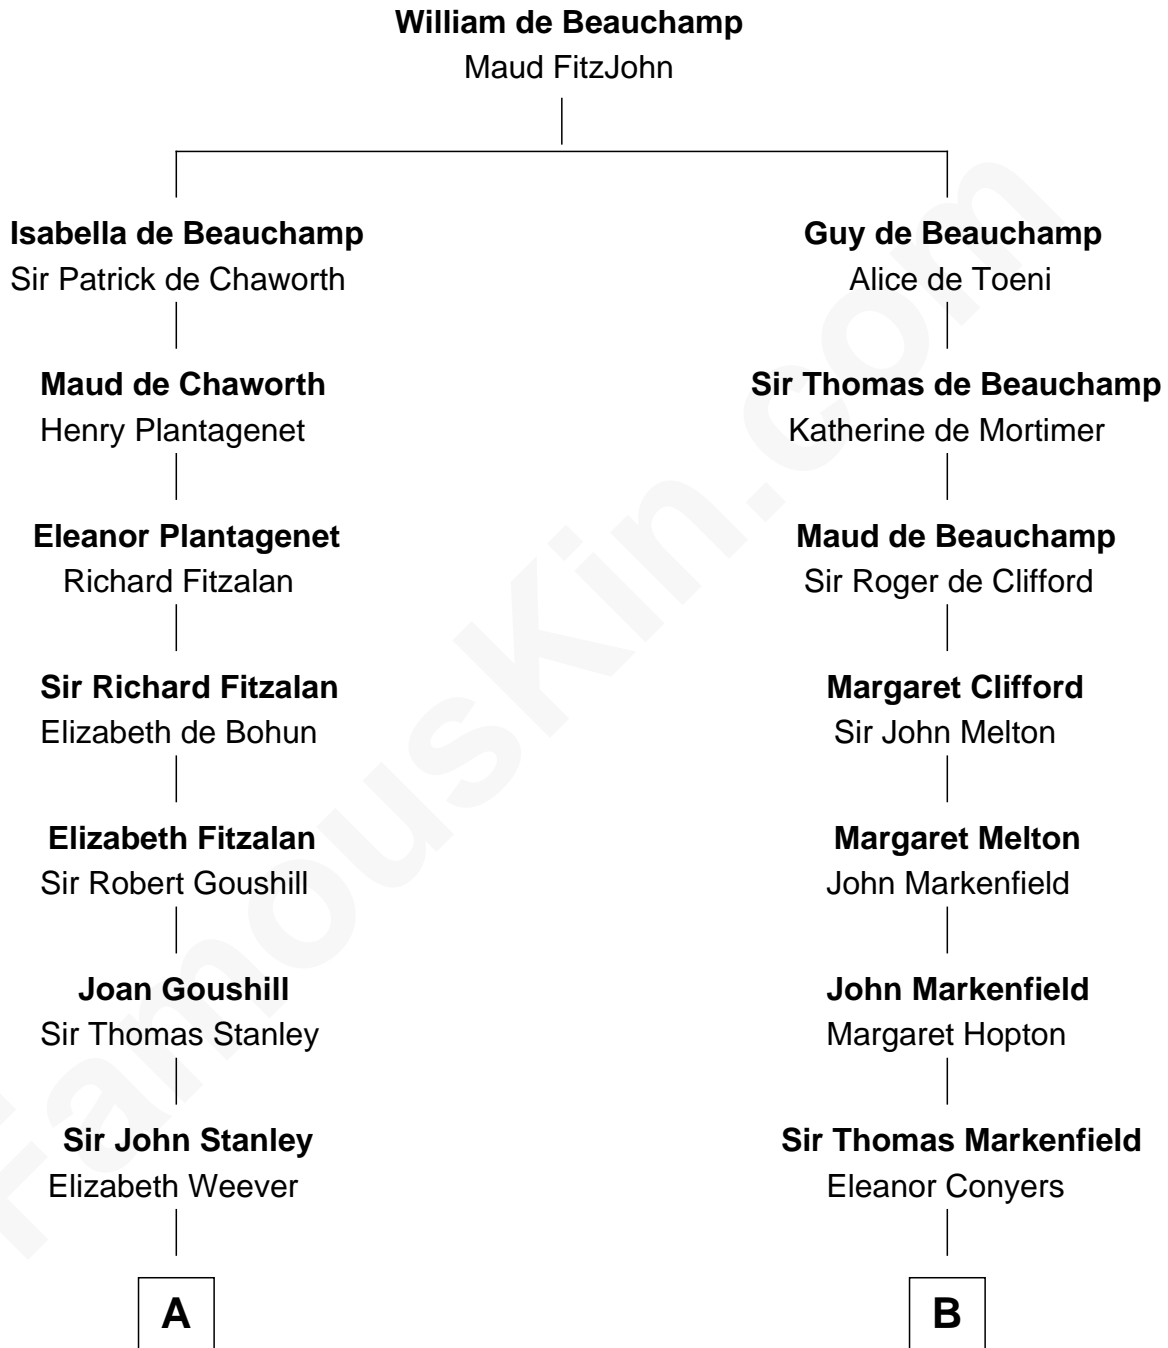 William de Beauchamp
Maud FitzJohn
Isabella de Beauchamp
Sir Patrick de Chaworth
Guy de Beauchamp
Alice de Toeni
Maud de Chaworth
Henry Plantagenet
Sir Thomas de Beauchamp
Katherine de Mortimer
Eleanor Plantagenet
Richard Fitzalan
Maud de Beauchamp
Sir Roger de Clifford
Sir Richard Fitzalan
Elizabeth de Bohun
Margaret Clifford
Sir John Melton
Elizabeth Fitzalan
Sir Robert Goushill
Margaret Melton
John Markenfield
Joan Goushill
Sir Thomas Stanley
John Markenfield
Margaret Hopton
Sir John Stanley
Elizabeth Weever
Sir Thomas Markenfield
Eleanor Conyers
A
B
FamousKin.com